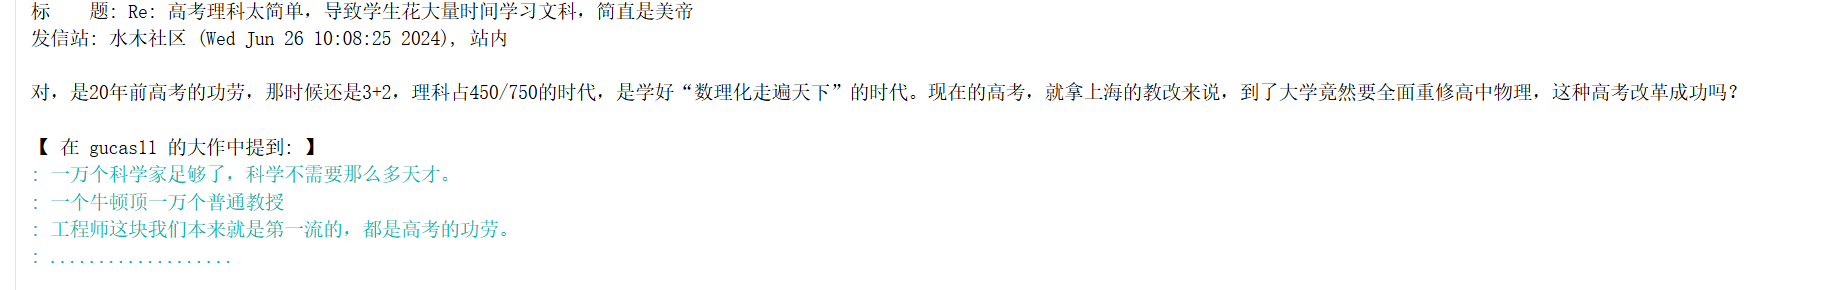 标　　题: Re: 高考理科太简单，导致学生花大量时间学习文科，简直是美帝
发信站: 水木社区 (Wed Jun 26 10:08:25 2024), 站内
对，是20年前高考的功劳，那时候还是3+2，理科占450/750的时代，是学好“数理化走遍天下”的时代。现在的高考，就拿上海的教改来说，到了大学竟然要全面重修高中物理，这种高考改革成功吗？
【 在 gucas11 的大作中提到: 】
: 一万个科学家足够了，科学不需要那么多天才。
: 一个牛顿顶一万个普通教授
: 工程师这块我们本来就是第一流的，都是高考的功劳。
: ...................